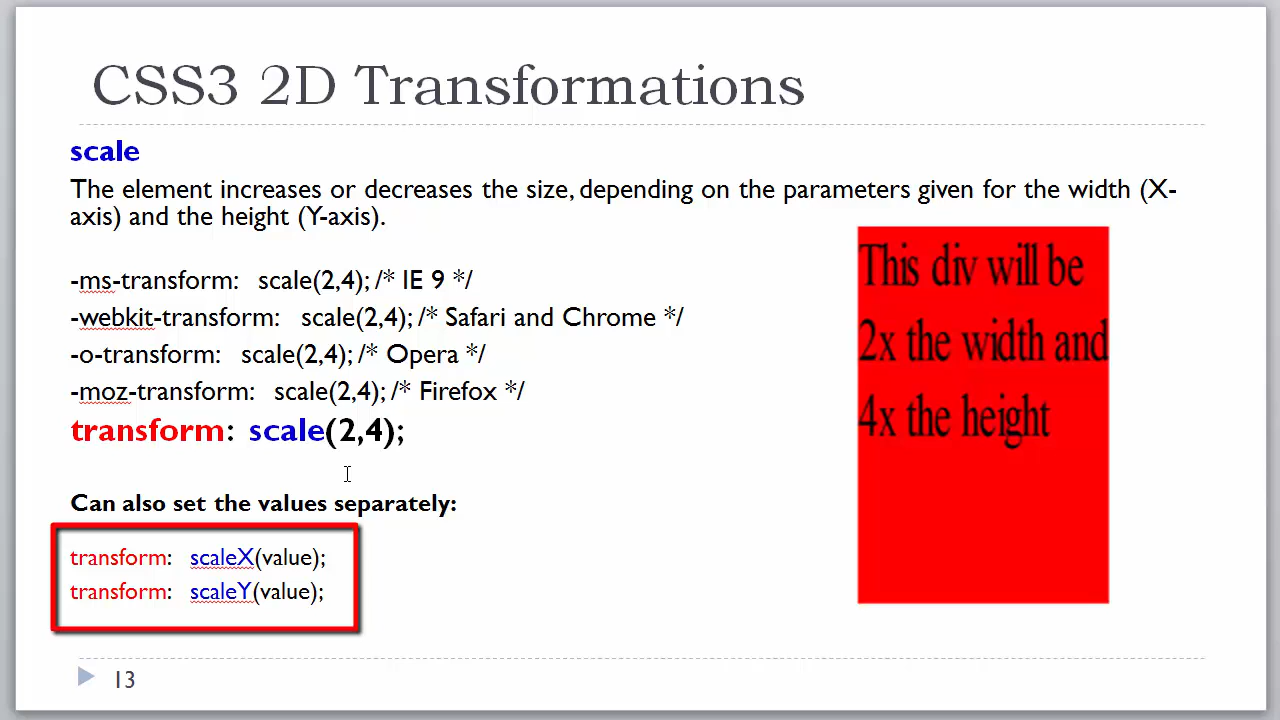 CSS3 2D Transformations
scale
The element increases or decreases the size, depending on the parameters given for the width (X-
axis) and the height (Y-axis).
-ms-transform: scale(2,4); /* IE 9 */
-webkit-transform: scale(2,4); /* Safari and Chrome */
-o-transform: scale(2,4); /* Opera */
-moz-transform: scale(2,4); /* Firefox */
transform: scale(2,4);
Can also set the values separately:
transform: scaleX(value);
transform: scaleY(value);
This div will be
2x the width and
4x the height
13